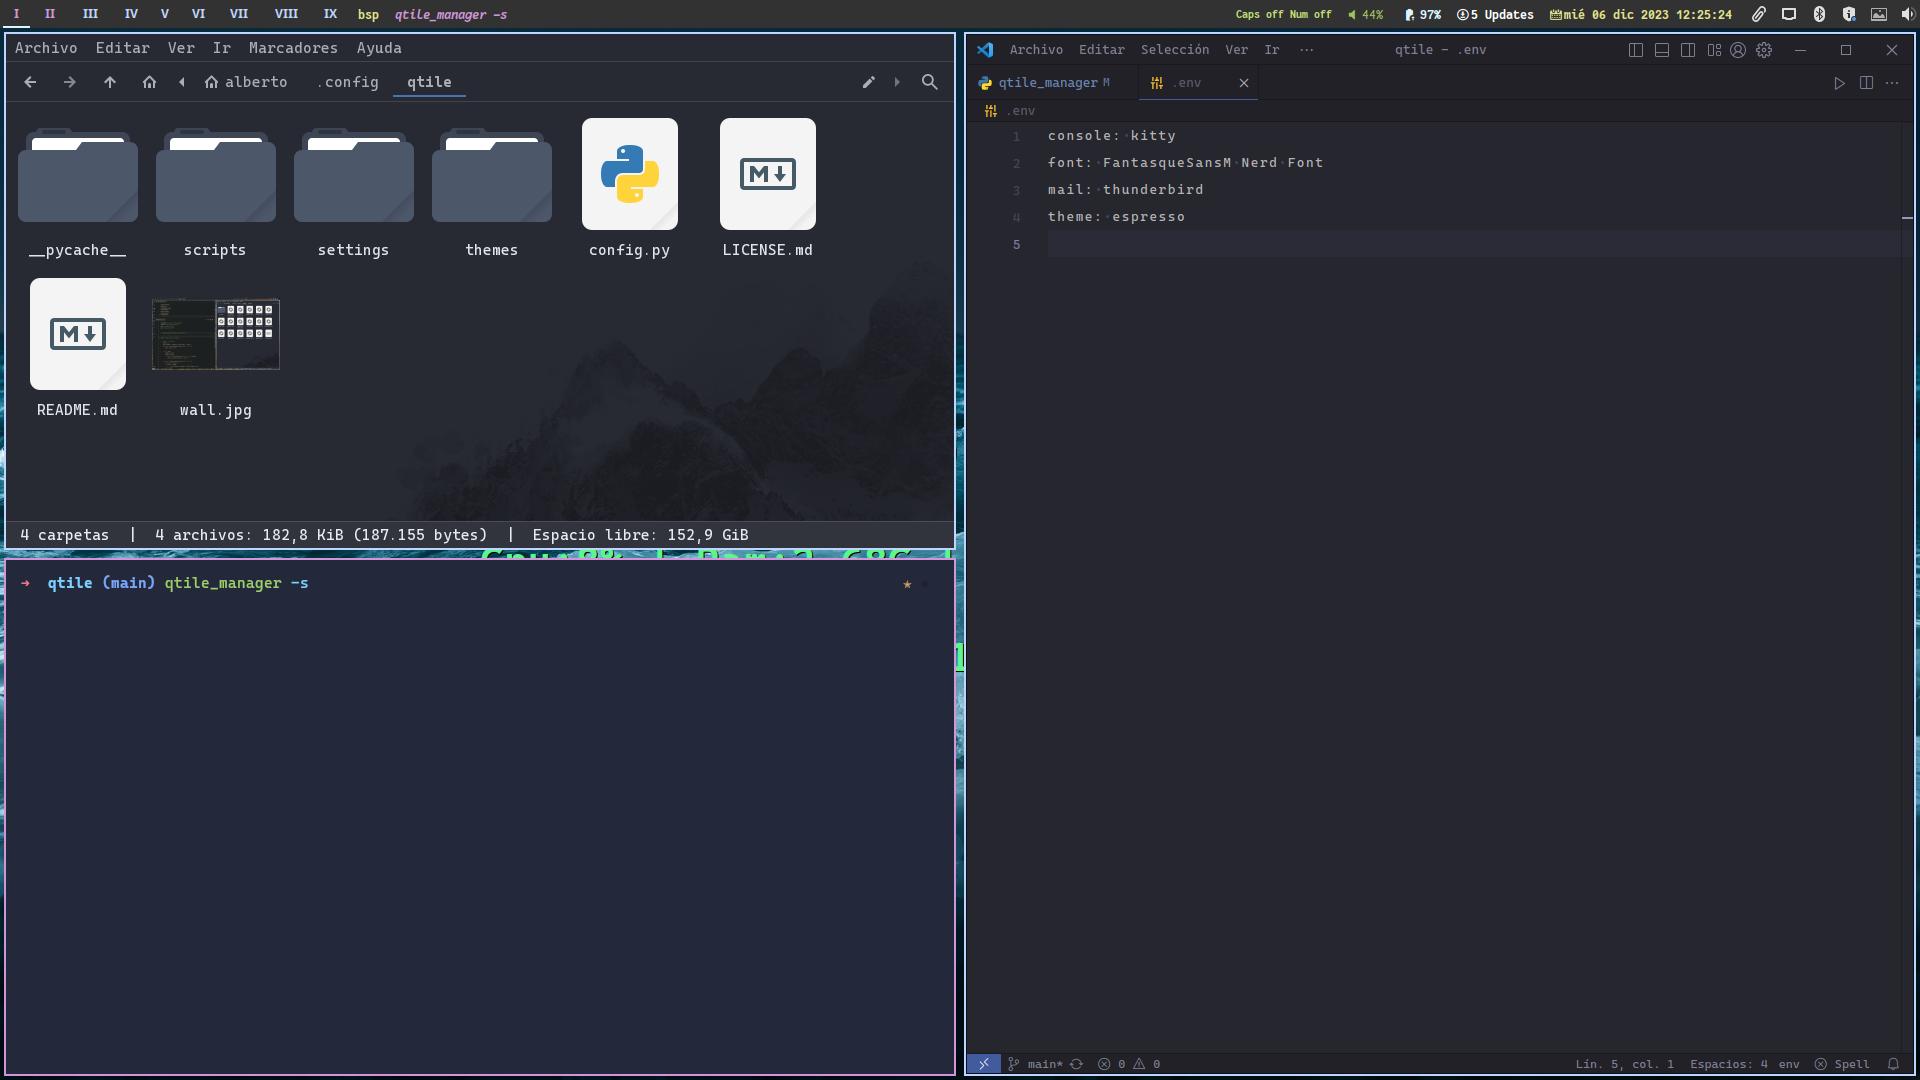 I II III IV V VI VII VIII IX bsp qtile_manager -s Caps off Num off 44% 97% 5 Updates mié 06 dic 2023 12:25:24
Archivo Editar Ver Ir Marcadores Ayuda
alberto .config qtile
__pycache__ scripts settings themes config.py LICENSE.md
README.md wall.jpg
4 carpetas | 4 archivos: 182,8 KiB (187.155 bytes) | Espacio libre: 152,9 GiB
➜ qtile (main) qtile_manager -s
Archivo Editar Selección Ver Ir ··· qtile - .env
qtile_manager M .env
.env
1 console: kitty
2 font: FantasqueSansM Nerd Font
3 mail: thunderbird
4 theme: espresso
5
main* 0 0 Lín. 5, col. 1 Espacios: 4 env Spell